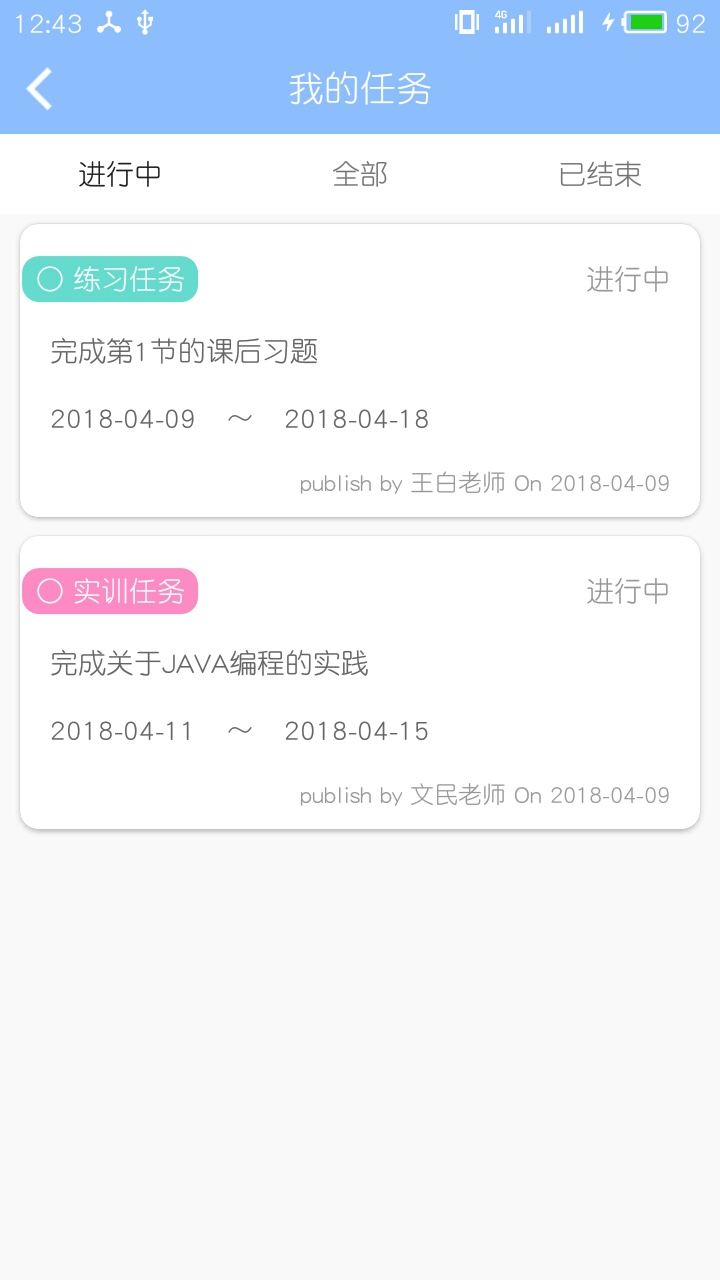 12:43 4G 92
我的任务
进行中 全部 已结束
练习任务 进行中
完成第1节的课后习题
2018-04-09 ～ 2018-04-18
publish by 王白老师 On 2018-04-09
实训任务 进行中
完成关于JAVA编程的实践
2018-04-11 ～ 2018-04-15
publish by 文民老师 On 2018-04-09